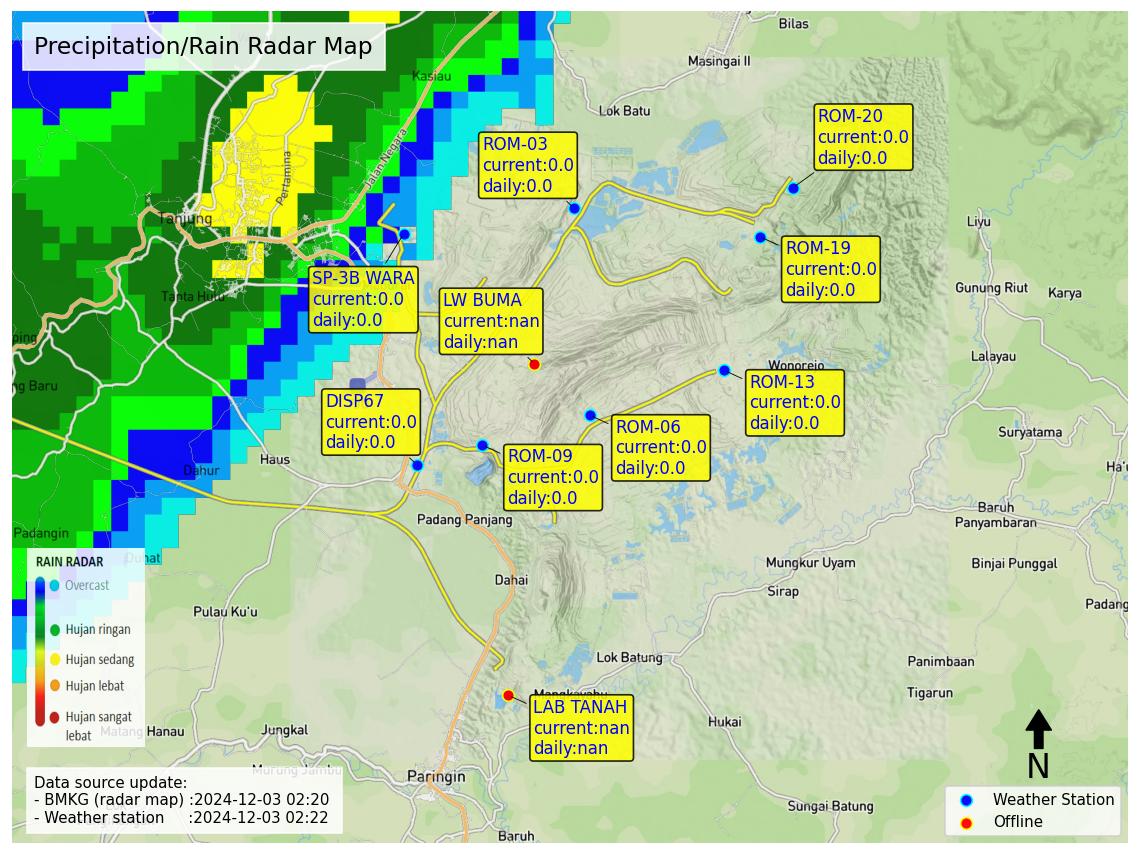 Precipitation/Rain Radar Map
Bilas
Masingai II
Kasiau
Lok Batu
ROM-20
current:0.0
daily:0.0
ROM-03
current:0.0
daily:0.0
Jalan Negara
Pertamina
Tanjung
Liyu
ROM-19
current:0.0
daily:0.0
SP-3B WARA
current:0.0
daily:0.0
LW BUMA
current:nan
daily:nan
Tanta Hulu
Gunung Riut
Karya
ping
Lalayau
Wonorejo
ng Baru
ROM-13
current:0.0
daily:0.0
DISP67
current:0.0
daily:0.0
ROM-06
current:0.0
daily:0.0
Suryatama
ROM-09
current:0.0
daily:0.0
Haus
Dahur
Ha'u
Baruh
Panyambaran
Padang Panjang
Padangin
Binjai Punggal
Mungkur Uyam
Dahai
Sirap
Padang
Pulau Ku'u
RAIN RADAR
Overcast
Hujan ringan
Hujan sedang
Hujan lebat
Hujan sangat
lebat
Lok Batung
Panimbaan
Tigarun
LAB TANAH
current:nan
daily:nan
Hukai
Matang Hanau
Jungkal
Murung Jambu
Paringin
Sungai Batung
Baruh
N
Data source update:
- BMKG (radar map) :2024-12-03 02:20
- Weather station :2024-12-03 02:22
Weather Station
Offline